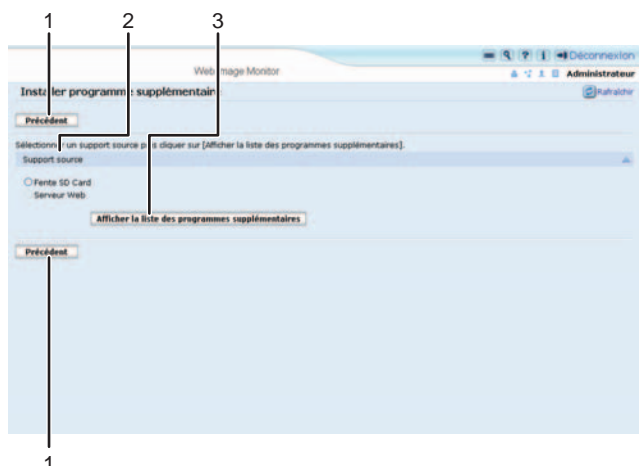 1 2 3
Déconnexion
Web Image Monitor
Administrateur
Installer programme supplémentaire
Rafraîchir
Précédent
Sélectionner un support source puis cliquer sur [Afficher la liste des programmes supplémentaires].
Support source
Fente SD Card
Serveur Web
Afficher la liste des programmes supplémentaires
Précédent
1